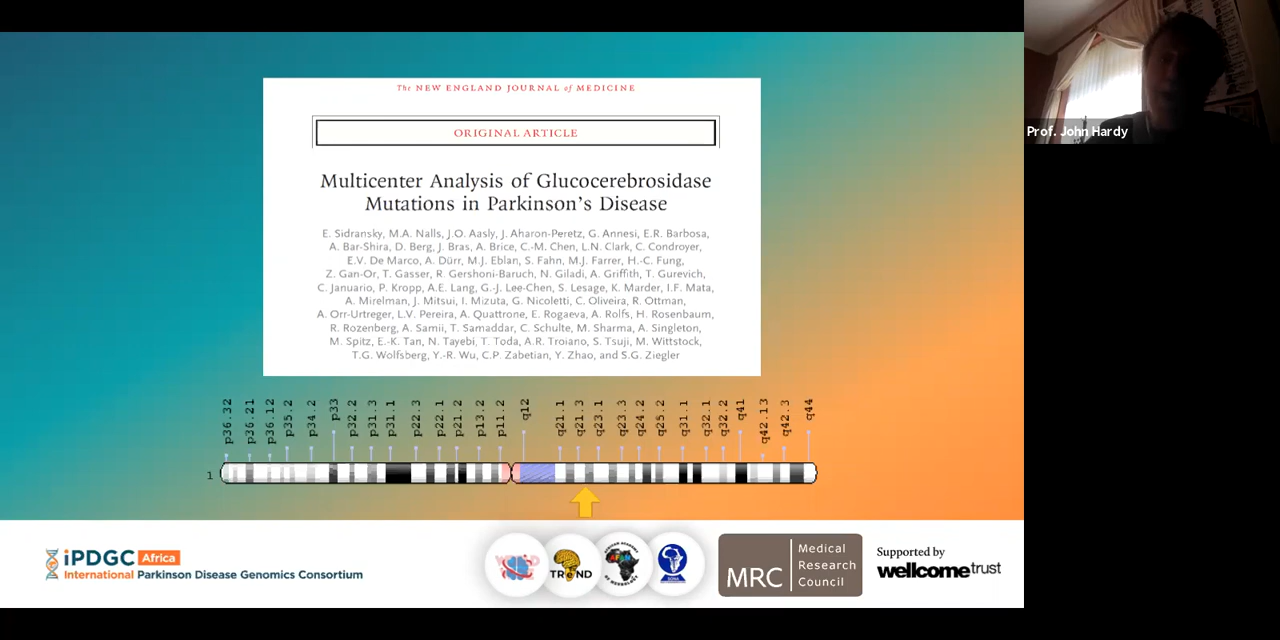 The NEW ENGLAND JOURNAL of MEDICINE
ORIGINAL ARTICLE
Multicenter Analysis of Glucocerebrosidase
Mutations in Parkinson's Disease
E. Sidransky, M.A. Nalls, J.O. Aasly, J. Aharon-Peretz, G. Annesi, E.R. Barbosa,
A. Bar-Shira, D. Berg, J. Bras, A. Brice, C.-M. Chen, L.N. Clark, C. Condroyer,
E.V. De Marco, A. Dürr, M.J. Eblan, S. Fahn, M.J. Farrer, H.-C. Fung,
Z. Gan-Or, T. Gasser, R. Gershoni-Baruch, N. Giladi, A. Griffith, T. Gurevich,
C. Januario, P. Kropp, A.E. Lang, G.-J. Lee-Chen, S. Lesage, K. Marder, I.F. Mata,
A. Mirelman, J. Mitsui, I. Mizuta, G. Nicoletti, C. Oliveira, R. Ottman,
A. Orr-Urtreger, L.V. Pereira, A. Quattrone, E. Rogaeva, A. Rolfs, H. Rosenbaum,
R. Rozenberg, A. Samii, T. Samaddar, C. Schulte, M. Sharma, A. Singleton,
M. Spitz, E.-K. Tan, N. Tayebi, T. Toda, A.R. Troiano, S. Tsuji, M. Wittstock,
T.G. Wolfsberg, Y.-R. Wu, C.P. Zabetian, Y. Zhao, and S.G. Ziegler
p36.32
p36.21
p36.12
p35.2
p34.2
p33
p32.2
p31.3
p31.1
p22.3
p22.1
p21.2
p13.2
p11.2
q12
q21.1
q21.3
q23.1
q23.3
q24.2
q25.2
q31.1
q32.1
q32.2
q41
q42.13
q42.3
q44
1
iPDGC Africa
International Parkinson Disease Genomics Consortium
TREND
MRC
Medical
Research
Council
Supported by
wellcometrust
Prof. John Hardy